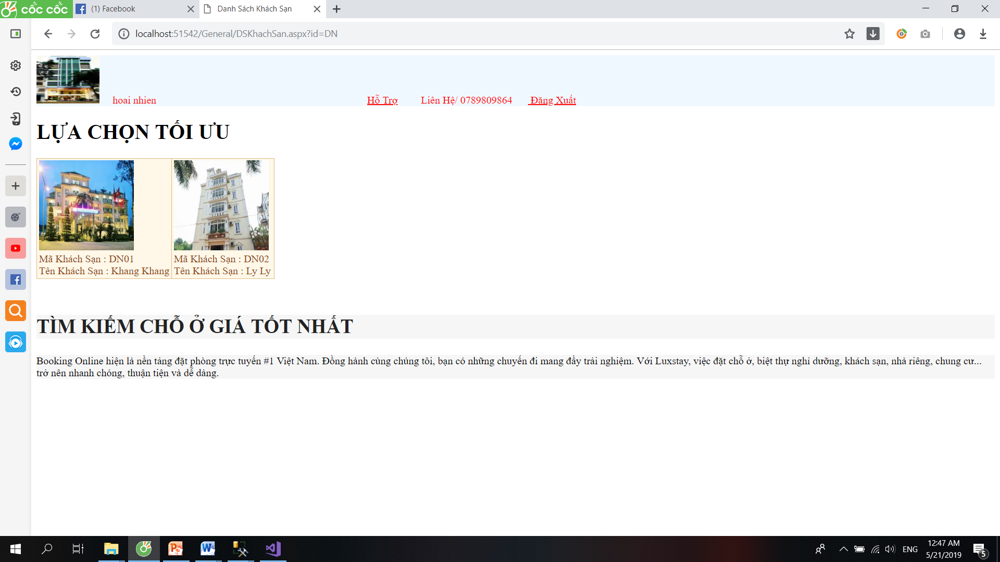 cốc cốc
(1) Facebook
Danh Sách Khách Sạn
localhost:51542/General/DSKhachSan.aspx?id=DN
hoai nhien
Hỗ Trợ
Liên Hệ/ 0789809864
Đăng Xuất
LỰA CHỌN TỐI ƯU
Mã Khách Sạn : DN01
Tên Khách Sạn : Khang Khang
Mã Khách Sạn : DN02
Tên Khách Sạn : Ly Ly
TÌM KIẾM CHỖ Ở GIÁ TỐT NHẤT
Booking Online hiện là nền tảng đặt phòng trực tuyến #1 Việt Nam. Đồng hành cùng chúng tôi, bạn có những chuyến đi mang đầy trải nghiệm. Với Luxstay, việc đặt chỗ ở, biệt thự nghỉ dưỡng, khách sạn, nhà riêng, chung cư...
trở nên nhanh chóng, thuận tiện và dễ dàng.
ENG
12:47 AM
5/21/2019
5